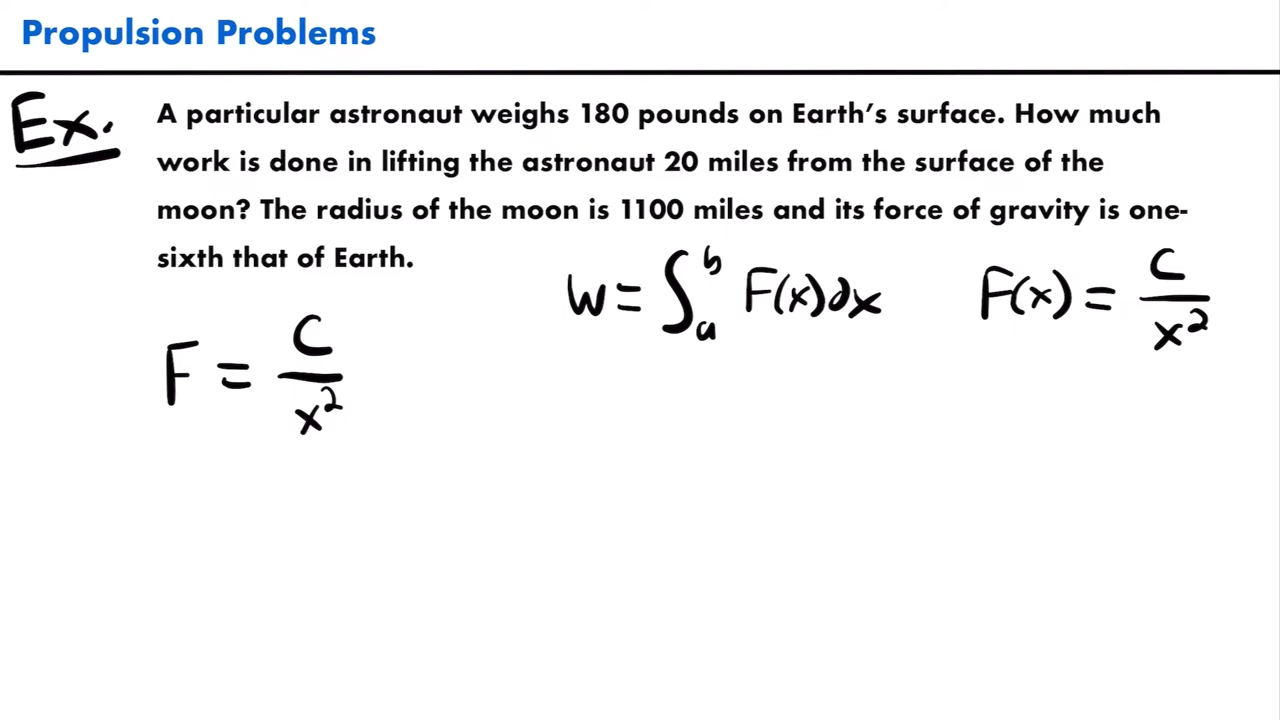 Propulsion Problems
Ex. A particular astronaut weighs 180 pounds on Earth's surface. How much
work is done in lifting the astronaut 20 miles from the surface of the
moon? The radius of the moon is 1100 miles and its force of gravity is one-
sixth that of Earth.
W = ∫_a^b F(x) dx F(x) = C/x²
F = C/x²